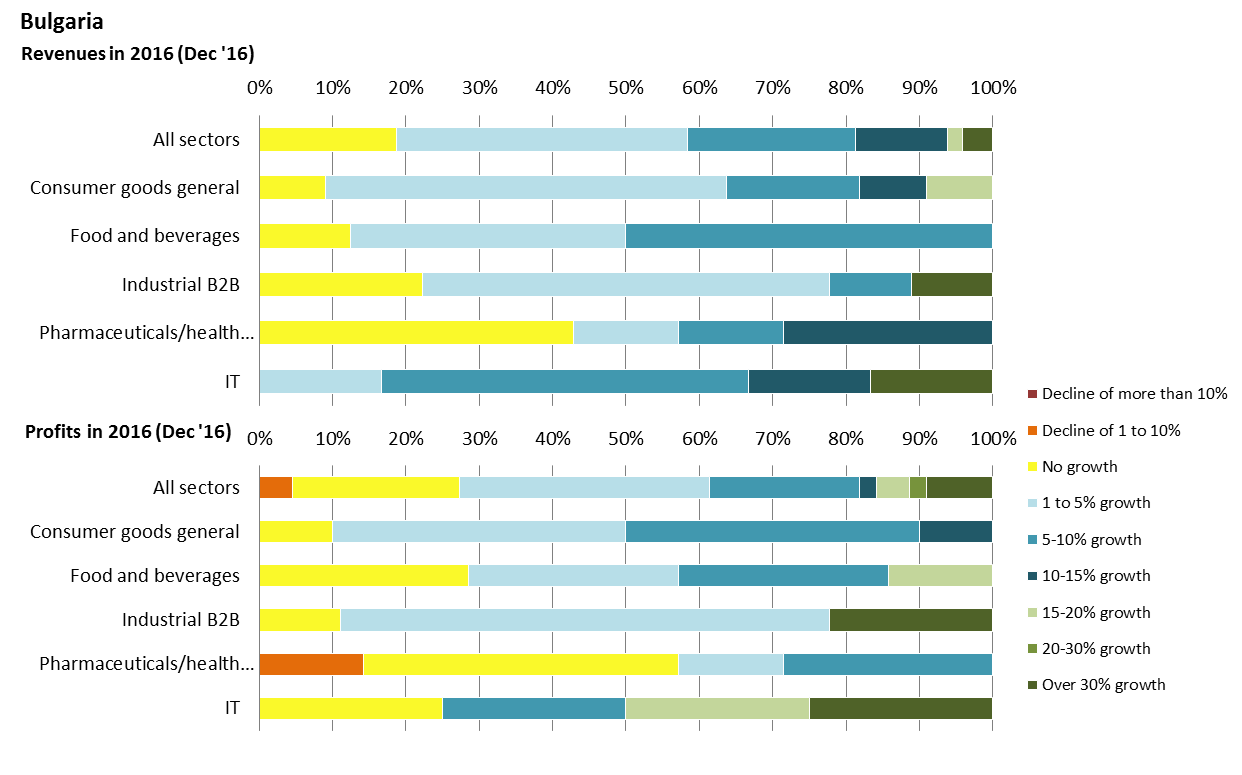 Bulgaria
Revenues in 2016 (Dec '16)
0% 10% 20% 30% 40% 50% 60% 70% 80% 90% 100%
All sectors
Consumer goods general
Food and beverages
Industrial B2B
Pharmaceuticals/health...
IT
Profits in 2016 (Dec '16)
0% 10% 20% 30% 40% 50% 60% 70% 80% 90% 100%
All sectors
Consumer goods general
Food and beverages
Industrial B2B
Pharmaceuticals/health...
IT
Decline of more than 10%
Decline of 1 to 10%
No growth
1 to 5% growth
5-10% growth
10-15% growth
15-20% growth
20-30% growth
Over 30% growth